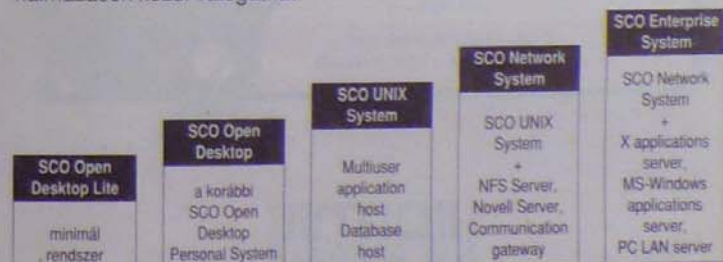 SCO Open
Desktop Lite
minimál
rendszer
SCO Open
Desktop
a korábbi
SCO Open
Desktop
Personal System
SCO UNIX
System
Multiuser
application
host
Database
host
SCO Network
System
SCO UNIX
System
+
NFS Server,
Novell Server,
Communication
gateway
SCO Enterprise
System
SCO Network
System
+
X applications
server,
MS-Windows
applications
server,
PC LAN server